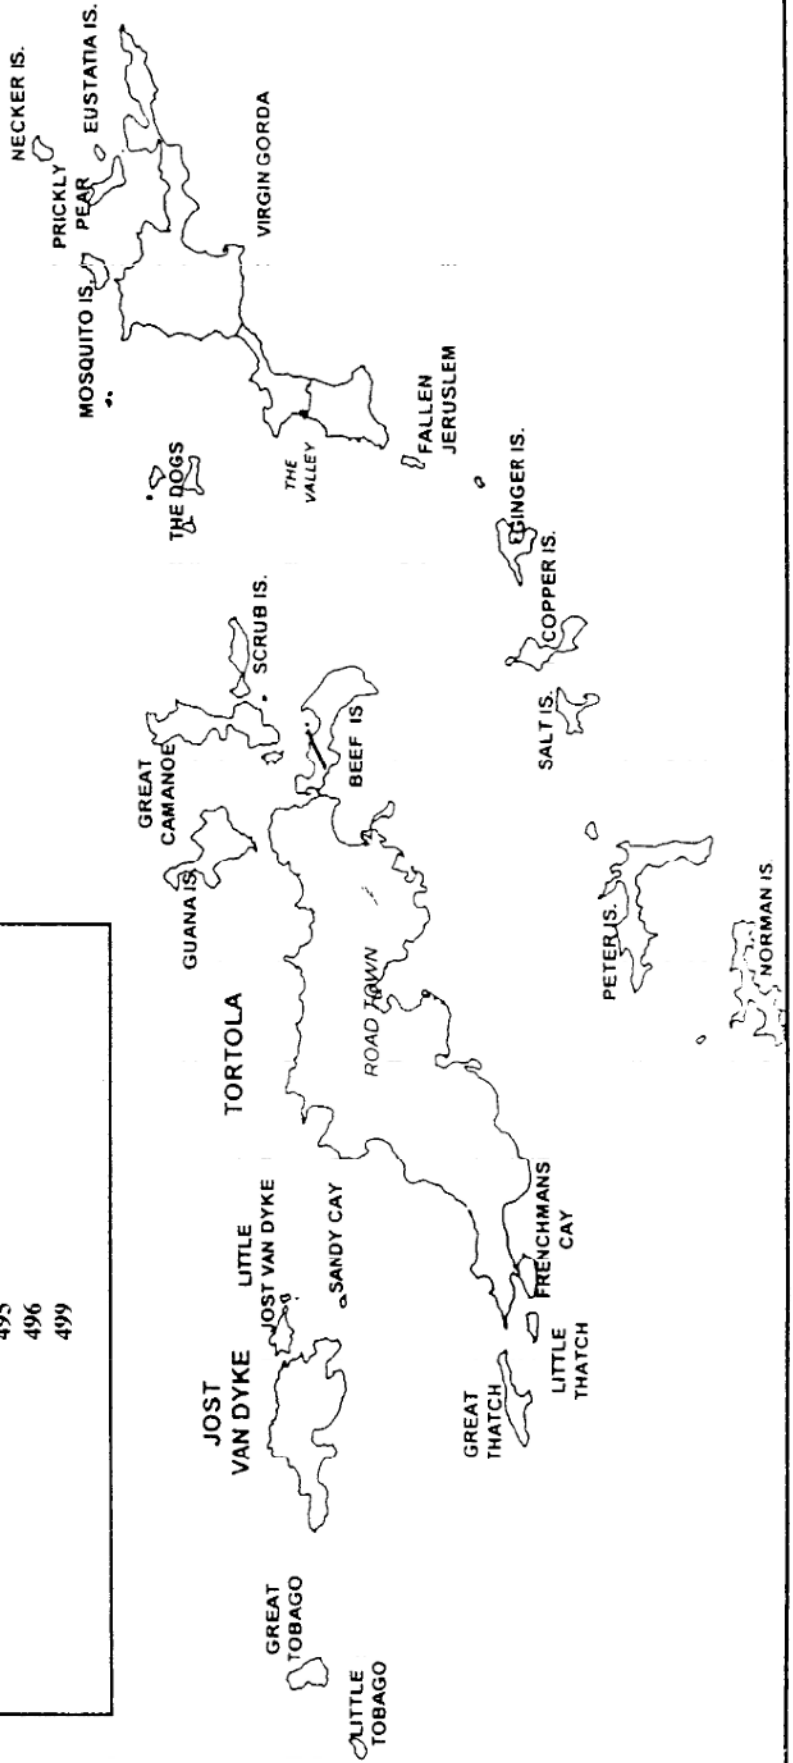 495
496
499
NECKER IS.
PRICKLY
PEAR
EUSTATIA IS.
MOSQUITO IS.
VIRGIN GORDA
THE DOGS
THE
VALLEY
FALLEN
JERUSLEM
GINGER IS.
COPPER IS.
SALT IS.
SCRUB IS.
GREAT
CAMANOE
BEEF IS
GUANA IS
TORTOLA
ROAD TOWN
PETER IS.
NORMAN IS.
LITTLE
JOST VAN DYKE
SANDY CAY
FRENCHMANS
CAY
JOST
VAN DYKE
LITTLE
THATCH
GREAT
THATCH
GREAT
TOBAGO
LITTLE
TOBAGO